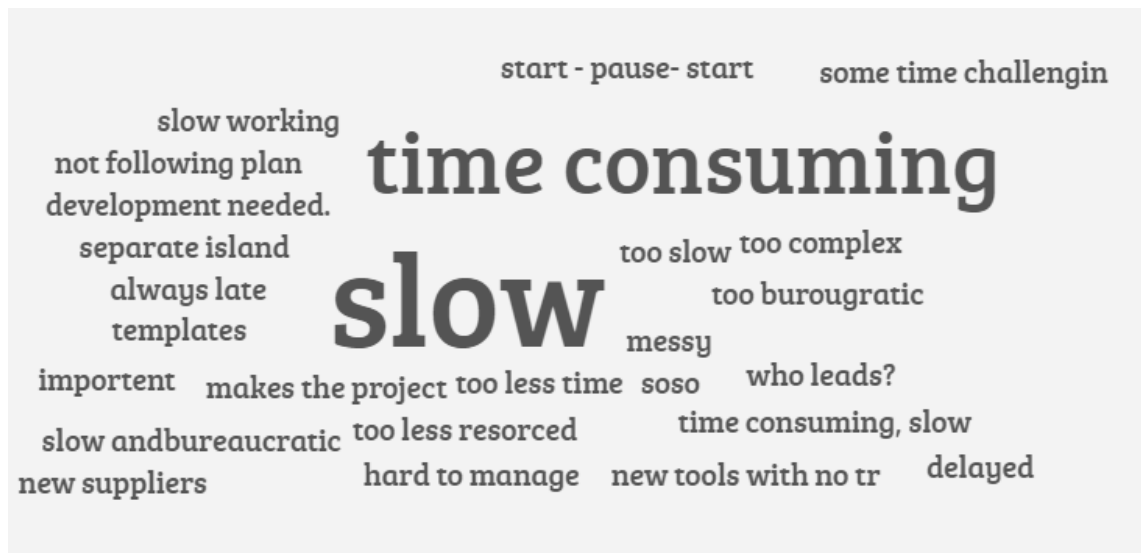 start - pause- start
some time challengin
slow working
time consuming
not following plan
development needed.
separate island
too slow
too complex
always late
slow
too burougratic
templates
messy
importent
makes the project
too less time
soso
who leads?
slow andbureaucratic
too less resorced
time consuming, slow
new suppliers
hard to manage
new tools with no tr
delayed